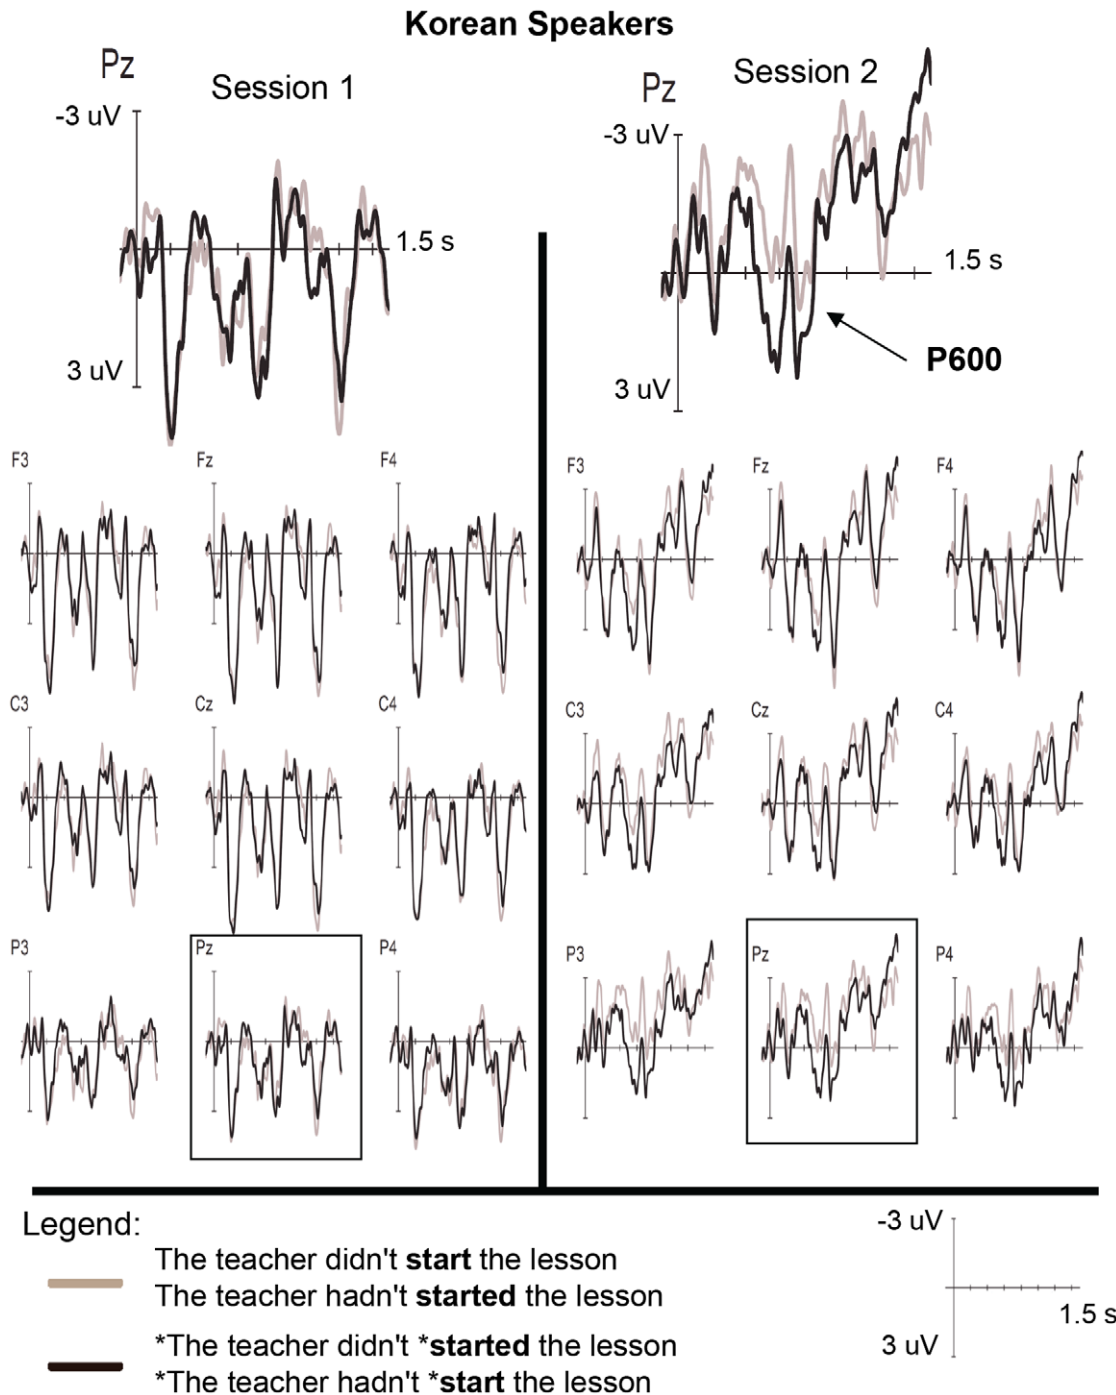 Korean Speakers
Pz
Session 1
-3 uV
1.5 s
3 uV
Pz
Session 2
-3 uV
1.5 s
3 uV
P600
F3
Fz
F4
C3
Cz
C4
P3
Pz
P4
F3
Fz
F4
C3
Cz
C4
P3
Pz
P4
Legend:
The teacher didn't start the lesson
The teacher hadn't started the lesson
*The teacher didn't *started the lesson
*The teacher hadn't *start the lesson
-3 uV
1.5 s
3 uV